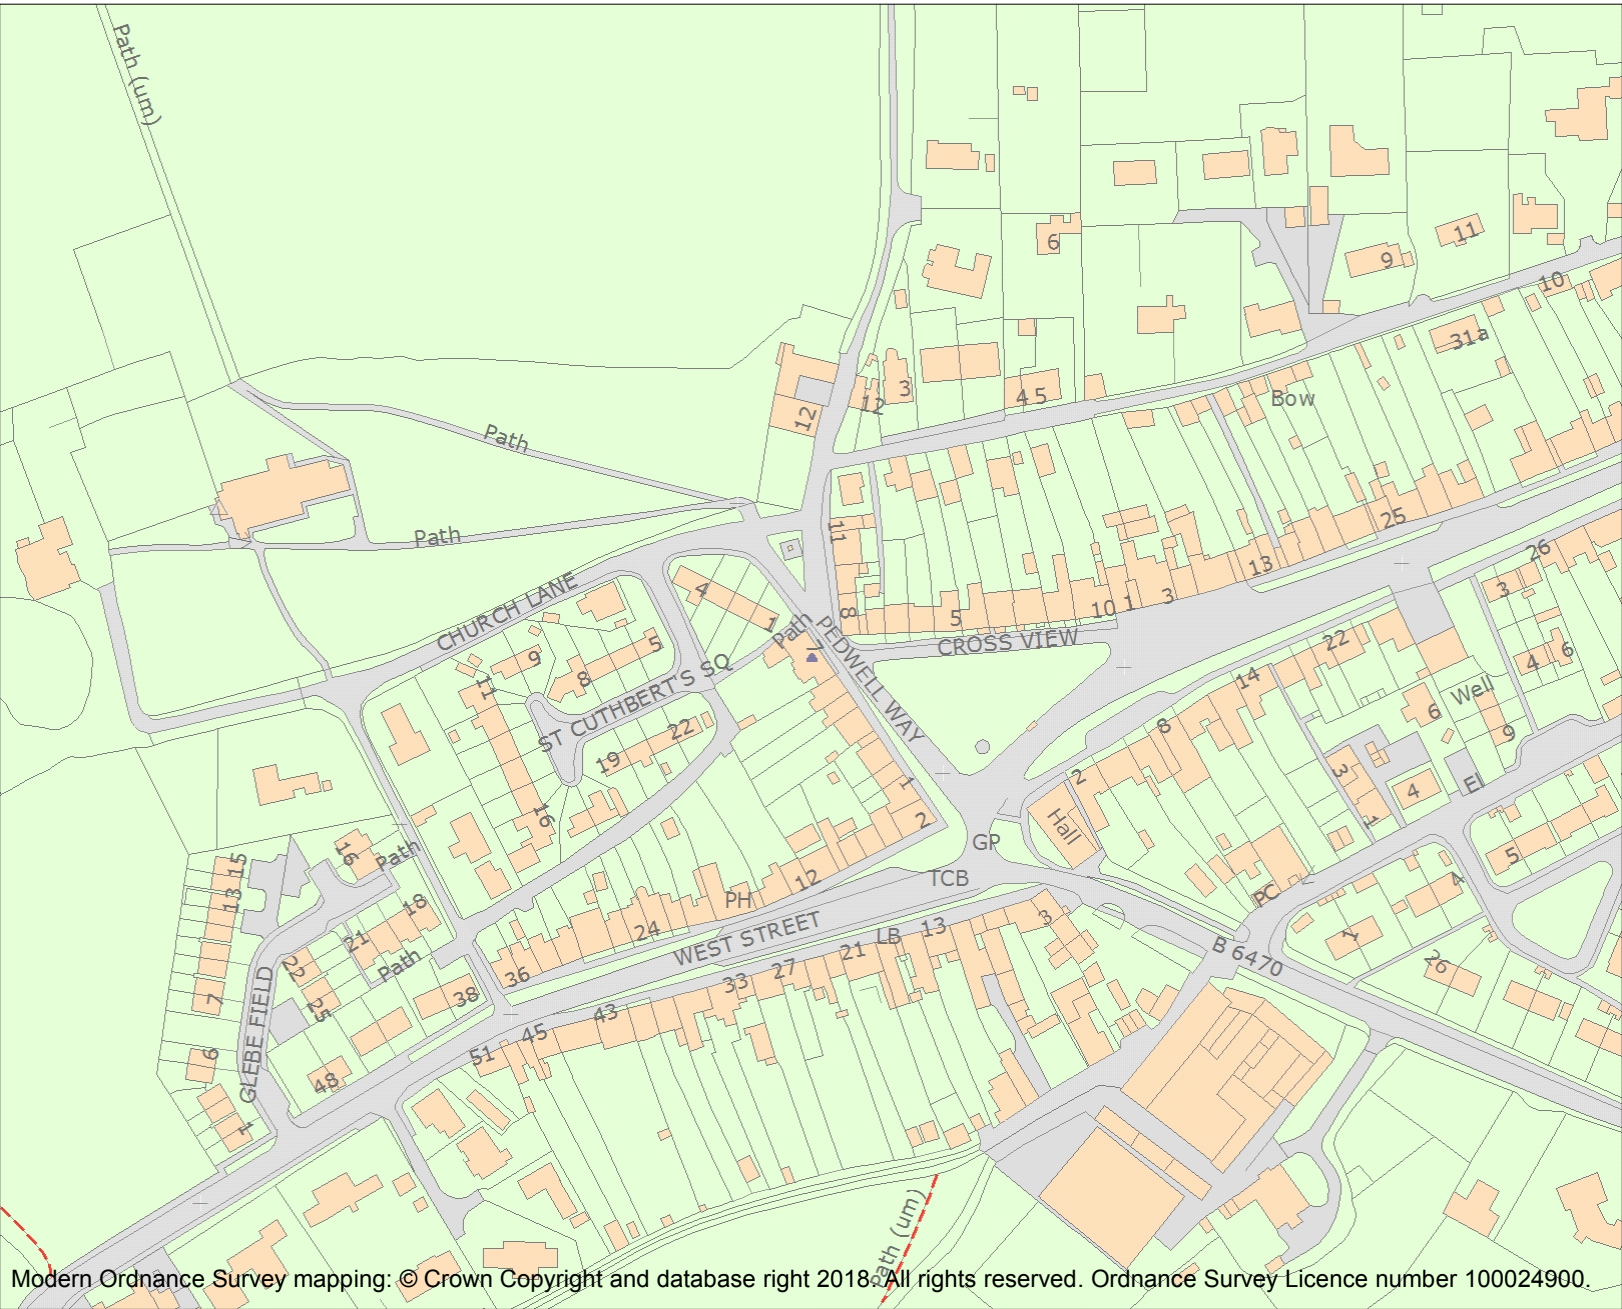 Path (um)
6
9
11
10
31a
Bow
3
12
4 5
12
Path
Path
11
25
26
13
3
10 1
3
5
8
CROSS VIEW
CHURCH LANE
4
1
Path
7
PEDWELL WAY
5
9
8
11
ST CUTHBERT'S SQ
22
19
16
1
2
22
14
8
2
4
6
Well
6
9
3
4
1
El
5
Hall
GP
TCB
PH
12
24
WEST STREET
36
16
Path
15
13
18
21
Path
22
25
7
38
GLEBE FIELD
6
48
1
51
45
43
33
27
21
LB
13
3
PC
4
1
26
B 6470
Path (um)
Modern Ordnance Survey mapping: © Crown Copyright and database right 2018. All rights reserved. Ordnance Survey Licence number 100024900.